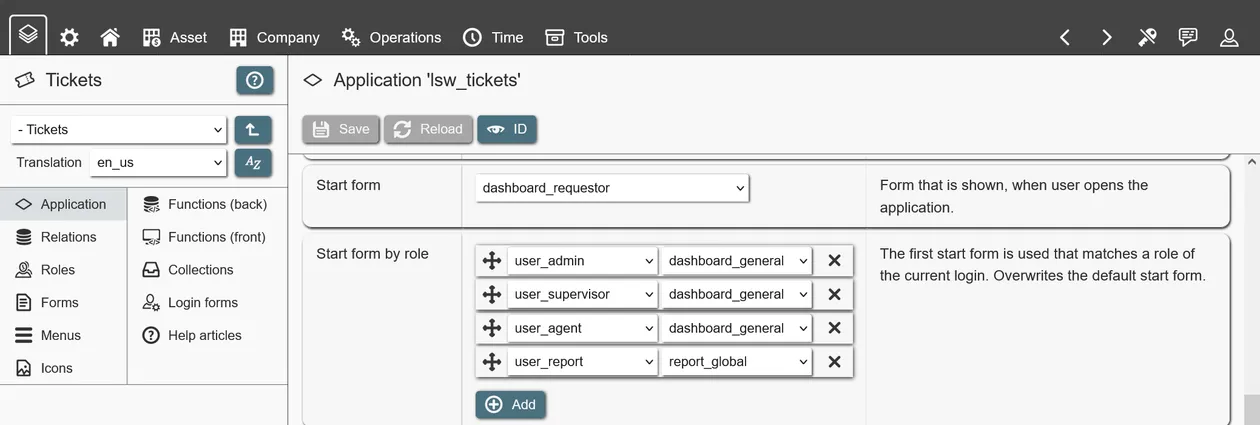 Asset
Company
Operations
Time
Tools
Tickets
- Tickets
Translation en_us
Application
Relations
Roles
Forms
Menus
Icons
Functions (back)
Functions (front)
Collections
Login forms
Help articles
Application 'lsw_tickets'
Save
Reload
ID
Start form
dashboard_requestor
Form that is shown, when user opens the
application.
Start form by role
user_admin dashboard_general
user_supervisor dashboard_general
user_agent dashboard_general
user_report report_global
Add
The first start form is used that matches a role of
the current login. Overwrites the default start form.